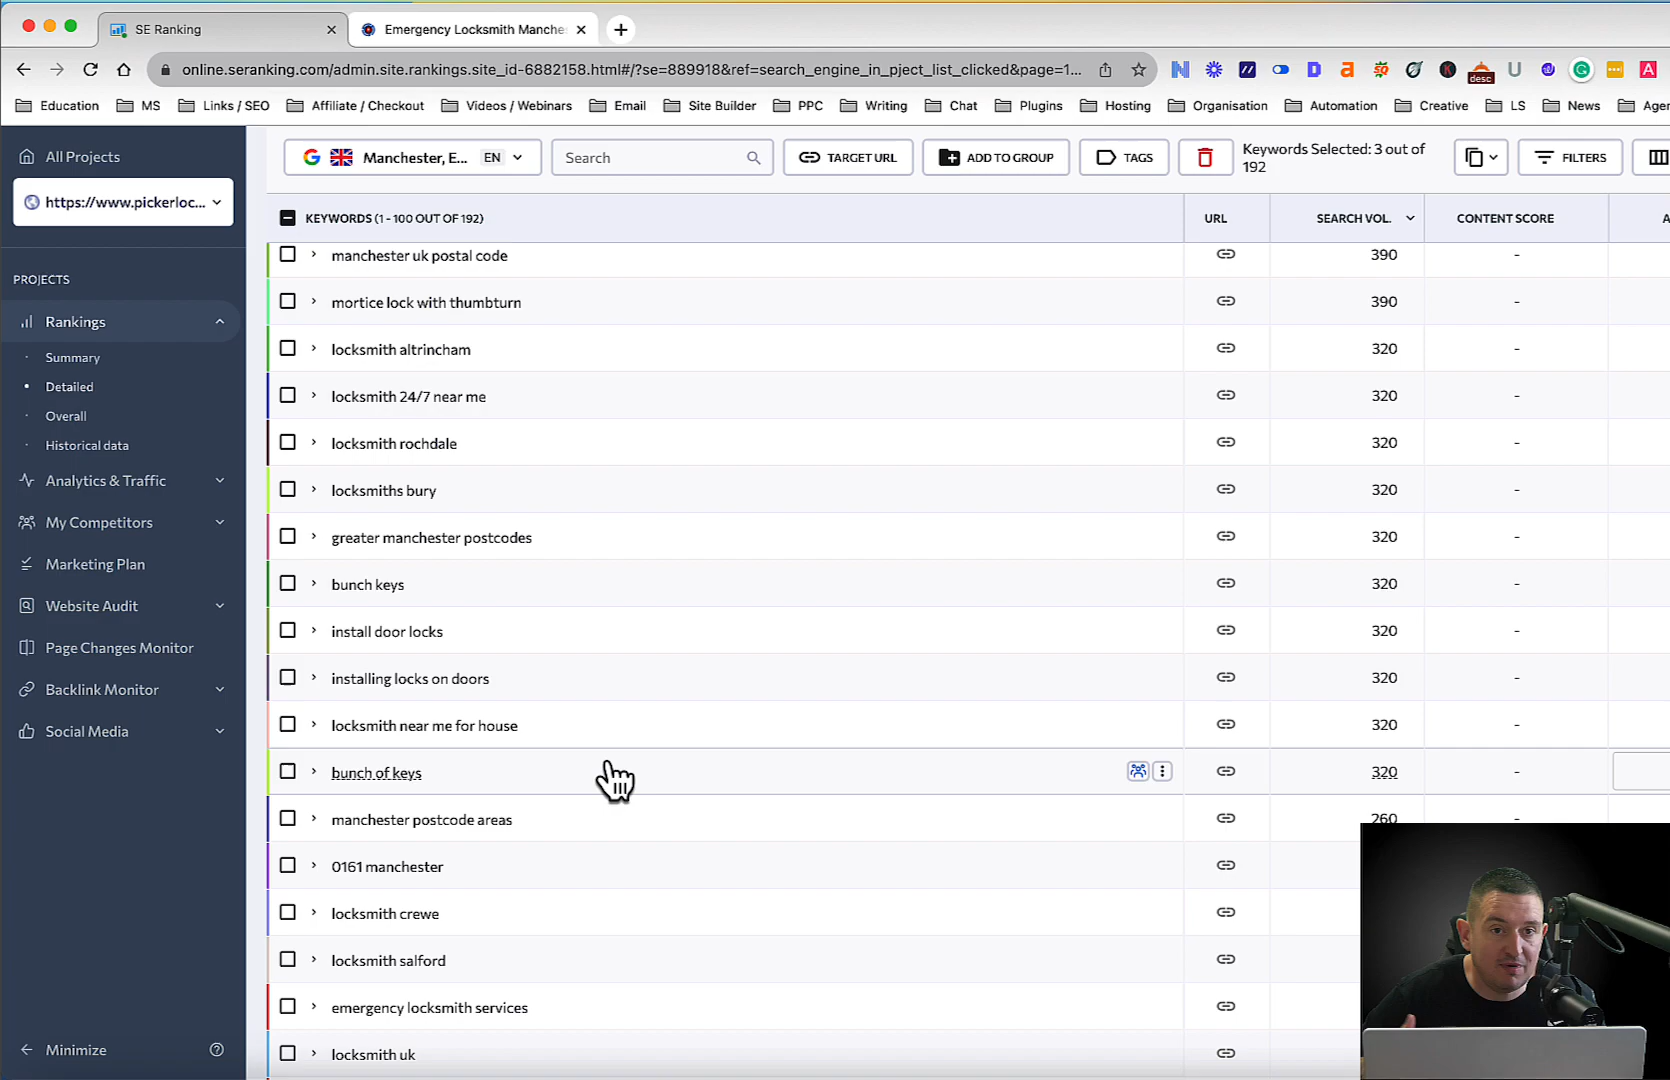 SE Ranking
Emergency Locksmith Manche
online.seranking.com/admin.site.rankings.site_id-6882158.html#/?se=889918&ref=search_engine_in_pject_list_clicked&page=1...
desc
Education
MS
Links / SEO
Affiliate / Checkout
Videos / Webinars
Email
Site Builder
PPC
Writing
Chat
Plugins
Hosting
Organisation
Automation
Creative
LS
News
Agen
All Projects
https://www.pickerloc...
PROJECTS
Rankings
Summary
Detailed
Overall
Historical data
Analytics & Traffic
My Competitors
Marketing Plan
Website Audit
Page Changes Monitor
Backlink Monitor
Social Media
Minimize
Manchester, E... EN
Search
TARGET URL
ADD TO GROUP
TAGS
Keywords Selected: 3 out of
192
FILTERS
KEYWORDS (1 - 100 OUT OF 192) URL SEARCH VOL. CONTENT SCORE A
manchester uk postal code 390 -
mortice lock with thumbturn 390 -
locksmith altrincham 320 -
locksmith 24/7 near me 320 -
locksmith rochdale 320 -
locksmiths bury 320 -
greater manchester postcodes 320 -
bunch keys 320 -
install door locks 320 -
installing locks on doors 320 -
locksmith near me for house 320 -
bunch of keys 320 -
manchester postcode areas 260 -
0161 manchester
locksmith crewe
locksmith salford
emergency locksmith services
locksmith uk